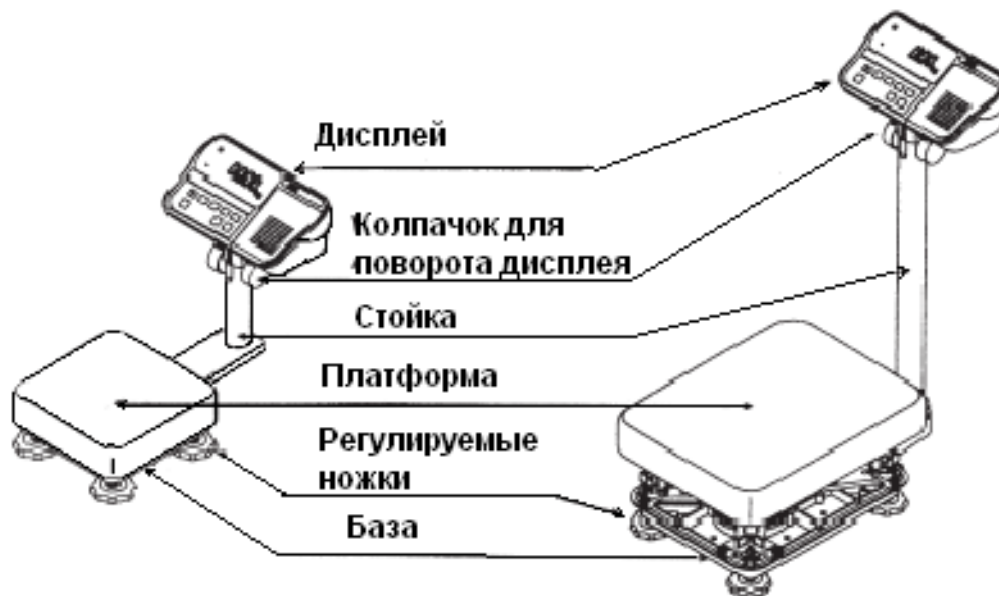 Дисплей
Колпачок для
поворота дисплея
Стойка
Платформа
Регулируемые
ножки
База